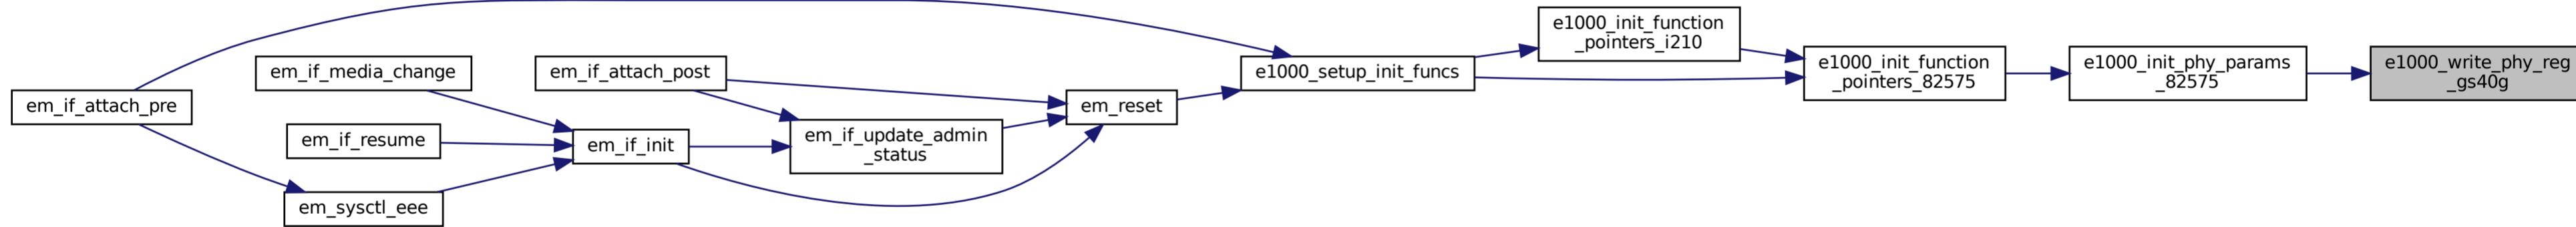 em_if_attach_pre
em_if_media_change
em_if_resume
em_sysctl_eee
em_if_attach_post
em_if_init
em_if_update_admin
_status
em_reset
e1000_setup_init_funcs
e1000_init_function
_pointers_i210
e1000_init_function
_pointers_82575
e1000_init_phy_params
_82575
e1000_write_phy_reg
_gs40g